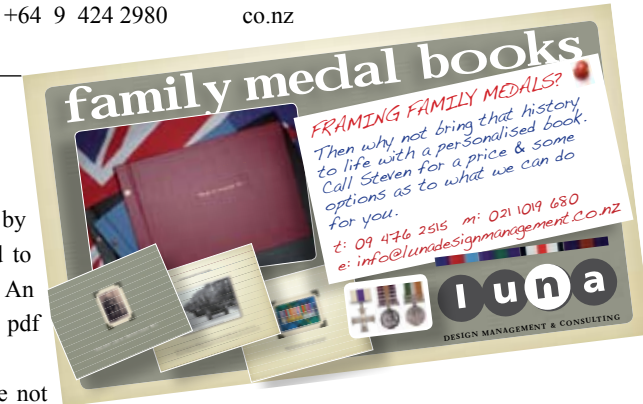 +64 9 424 2980 co.nz
family medal books
FRAMING FAMILY MEDALS?
Then why not bring that history
to life with a personalised book.
Call Steven for a price & some
options as to what we can do
for you.
t: 09 476 2515 m: 021 1019 680
e: info@lunadesignmanagement.co.nz
by
l to
An
pdf
e not
luna
DESIGN MANAGEMENT & CONSULTING